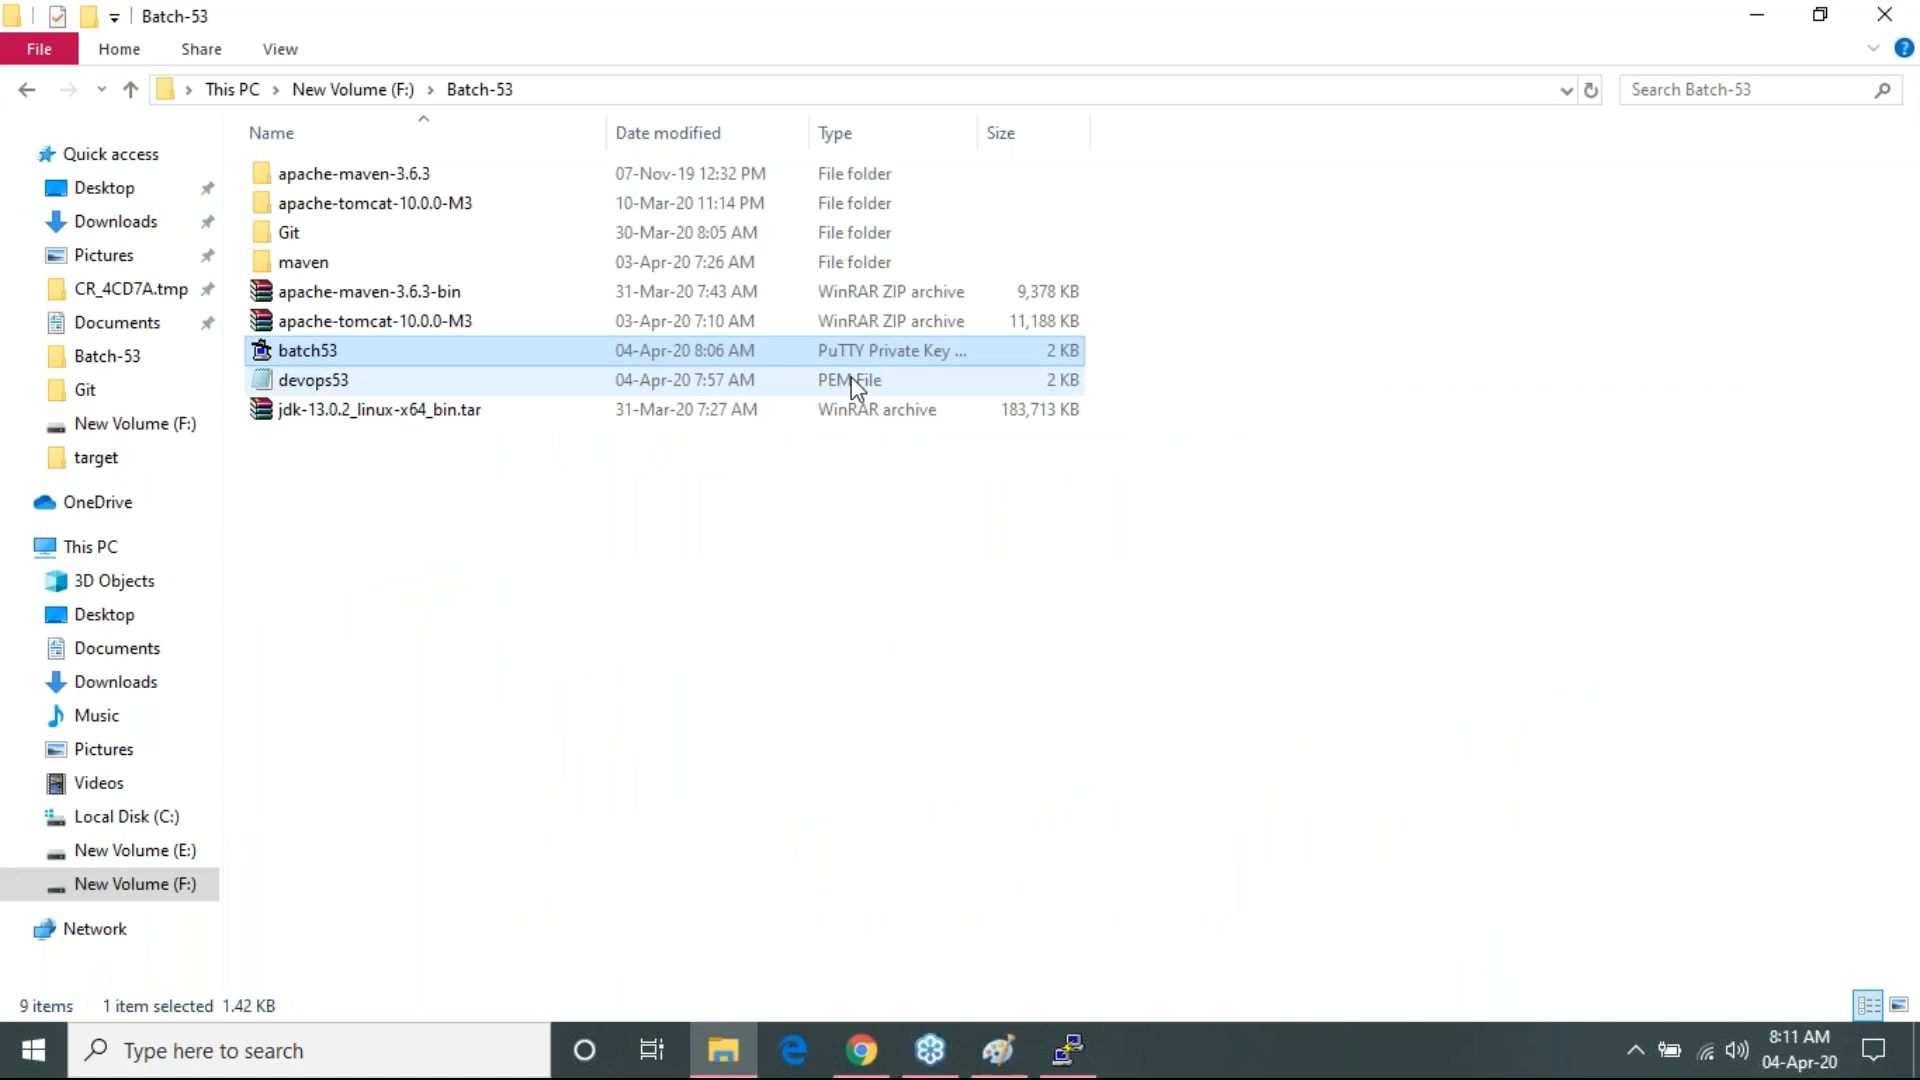 Batch-53
File Home Share View
This PC New Volume (F:) Batch-53
Search Batch-53
Name Date modified Type Size
Quick access
Desktop
Downloads
Pictures
CR_4CD7A.tmp
Documents
Batch-53
Git
New Volume (F:)
target
OneDrive
This PC
3D Objects
Desktop
Documents
Downloads
Music
Pictures
Videos
Local Disk (C:)
New Volume (E:)
New Volume (F:)
Network
apache-maven-3.6.3 07-Nov-19 12:32 PM File folder
apache-tomcat-10.0.0-M3 10-Mar-20 11:14 PM File folder
Git 30-Mar-20 8:05 AM File folder
maven 03-Apr-20 7:26 AM File folder
apache-maven-3.6.3-bin 31-Mar-20 7:43 AM WinRAR ZIP archive 9,378 KB
apache-tomcat-10.0.0-M3 03-Apr-20 7:10 AM WinRAR ZIP archive 11,188 KB
batch53 04-Apr-20 8:06 AM PuTTY Private Key ... 2 KB
devops53 04-Apr-20 7:57 AM PEM File 2 KB
jdk-13.0.2_linux-x64_bin.tar 31-Mar-20 7:27 AM WinRAR archive 183,713 KB
9 items 1 item selected 1.42 KB
Type here to search
8:11 AM
04-Apr-20